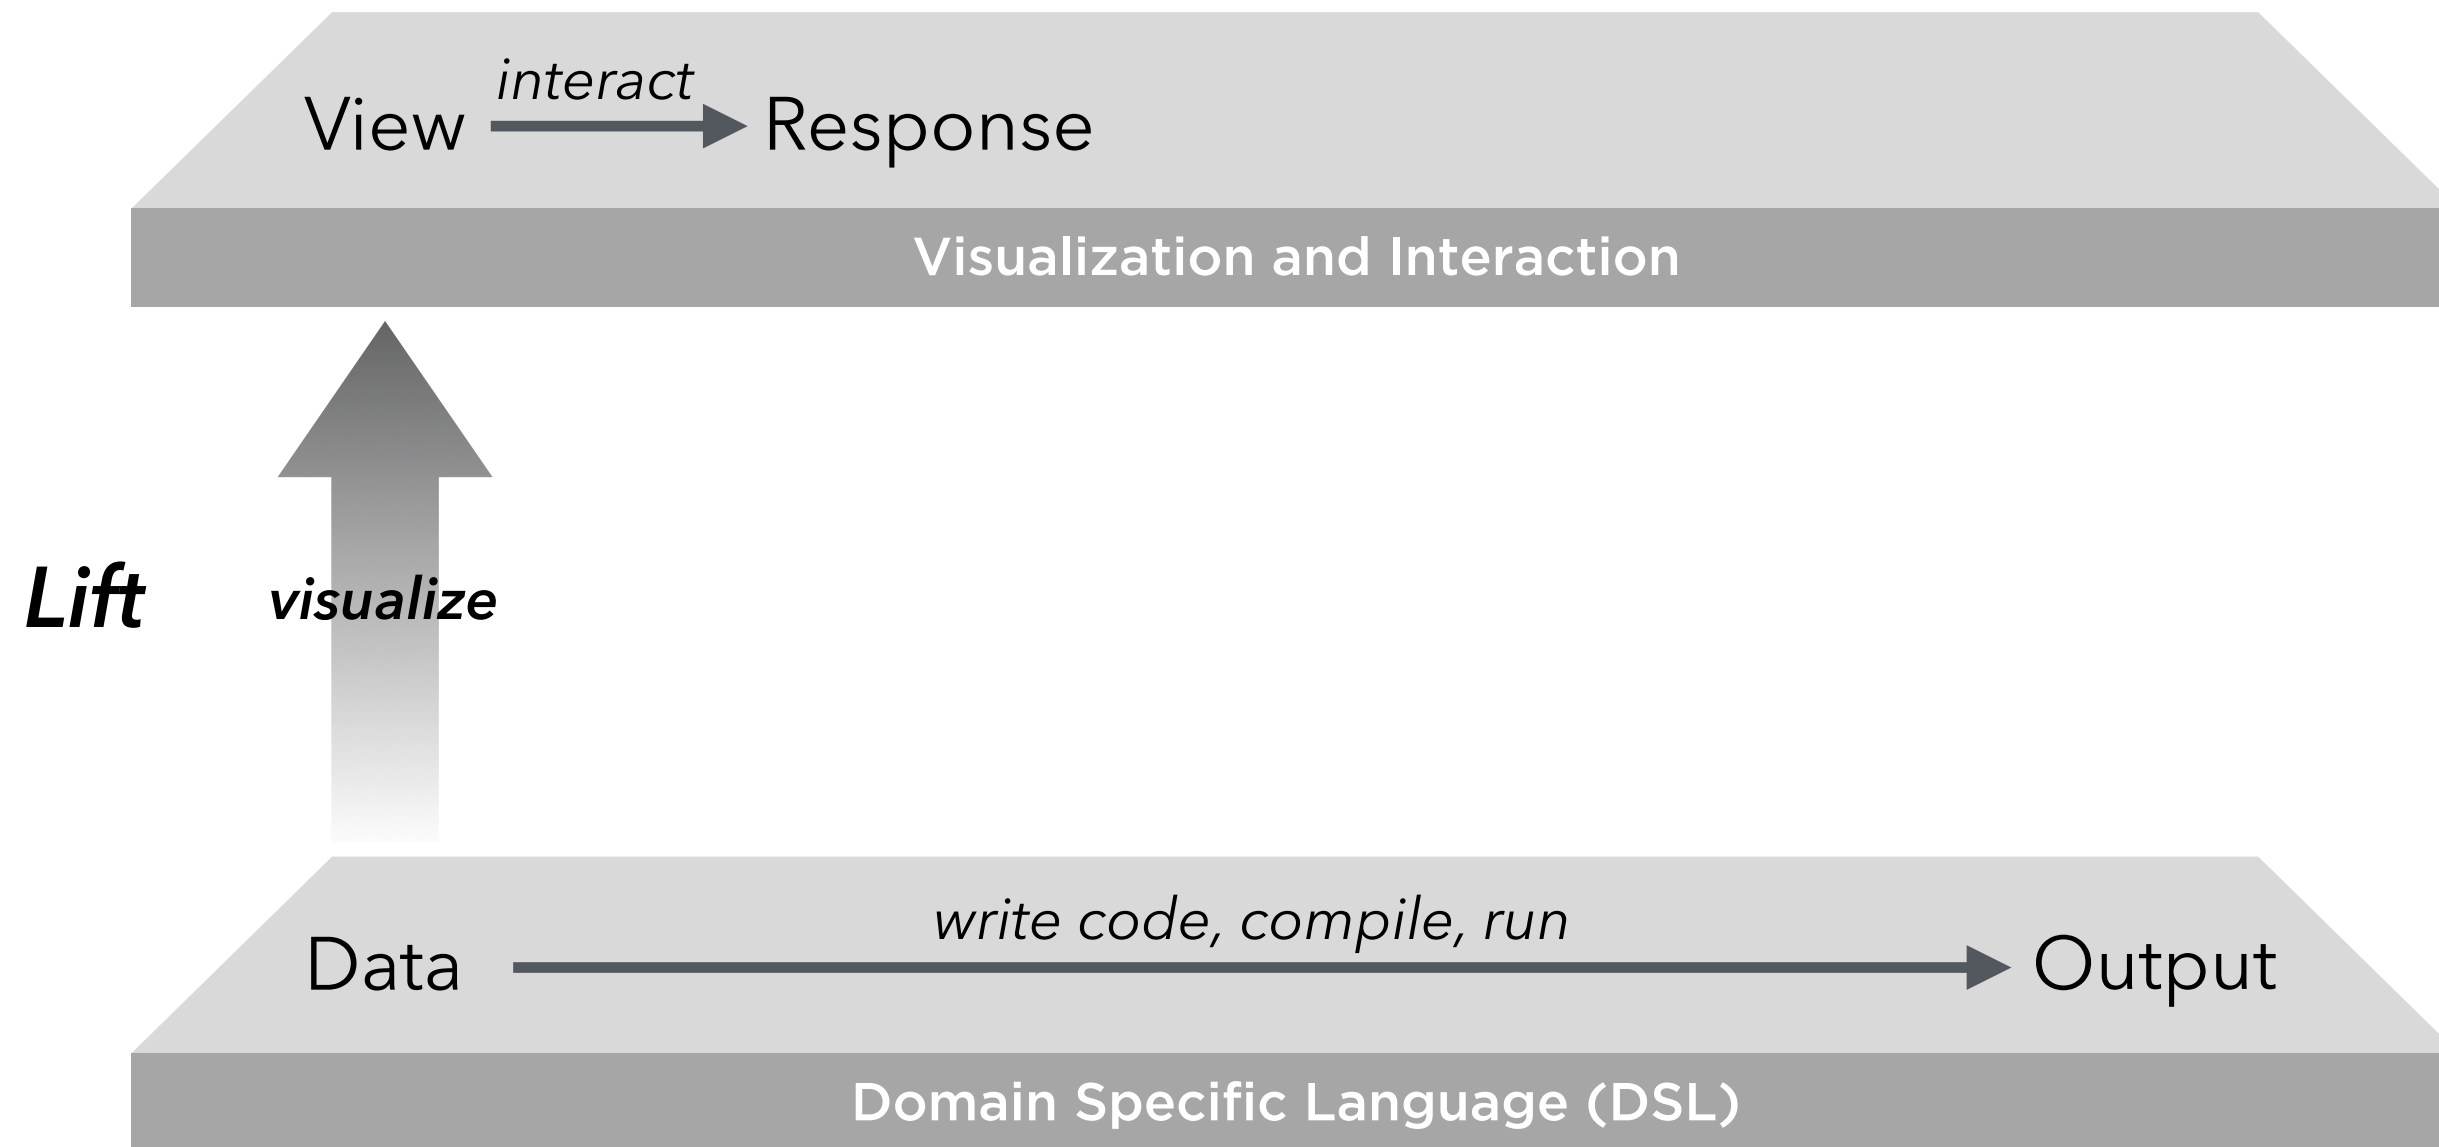 interact
View
Response
Visualization and Interaction
Lift
visualize
write code, compile, run
Data
Output
Domain Specific Language (DSL)